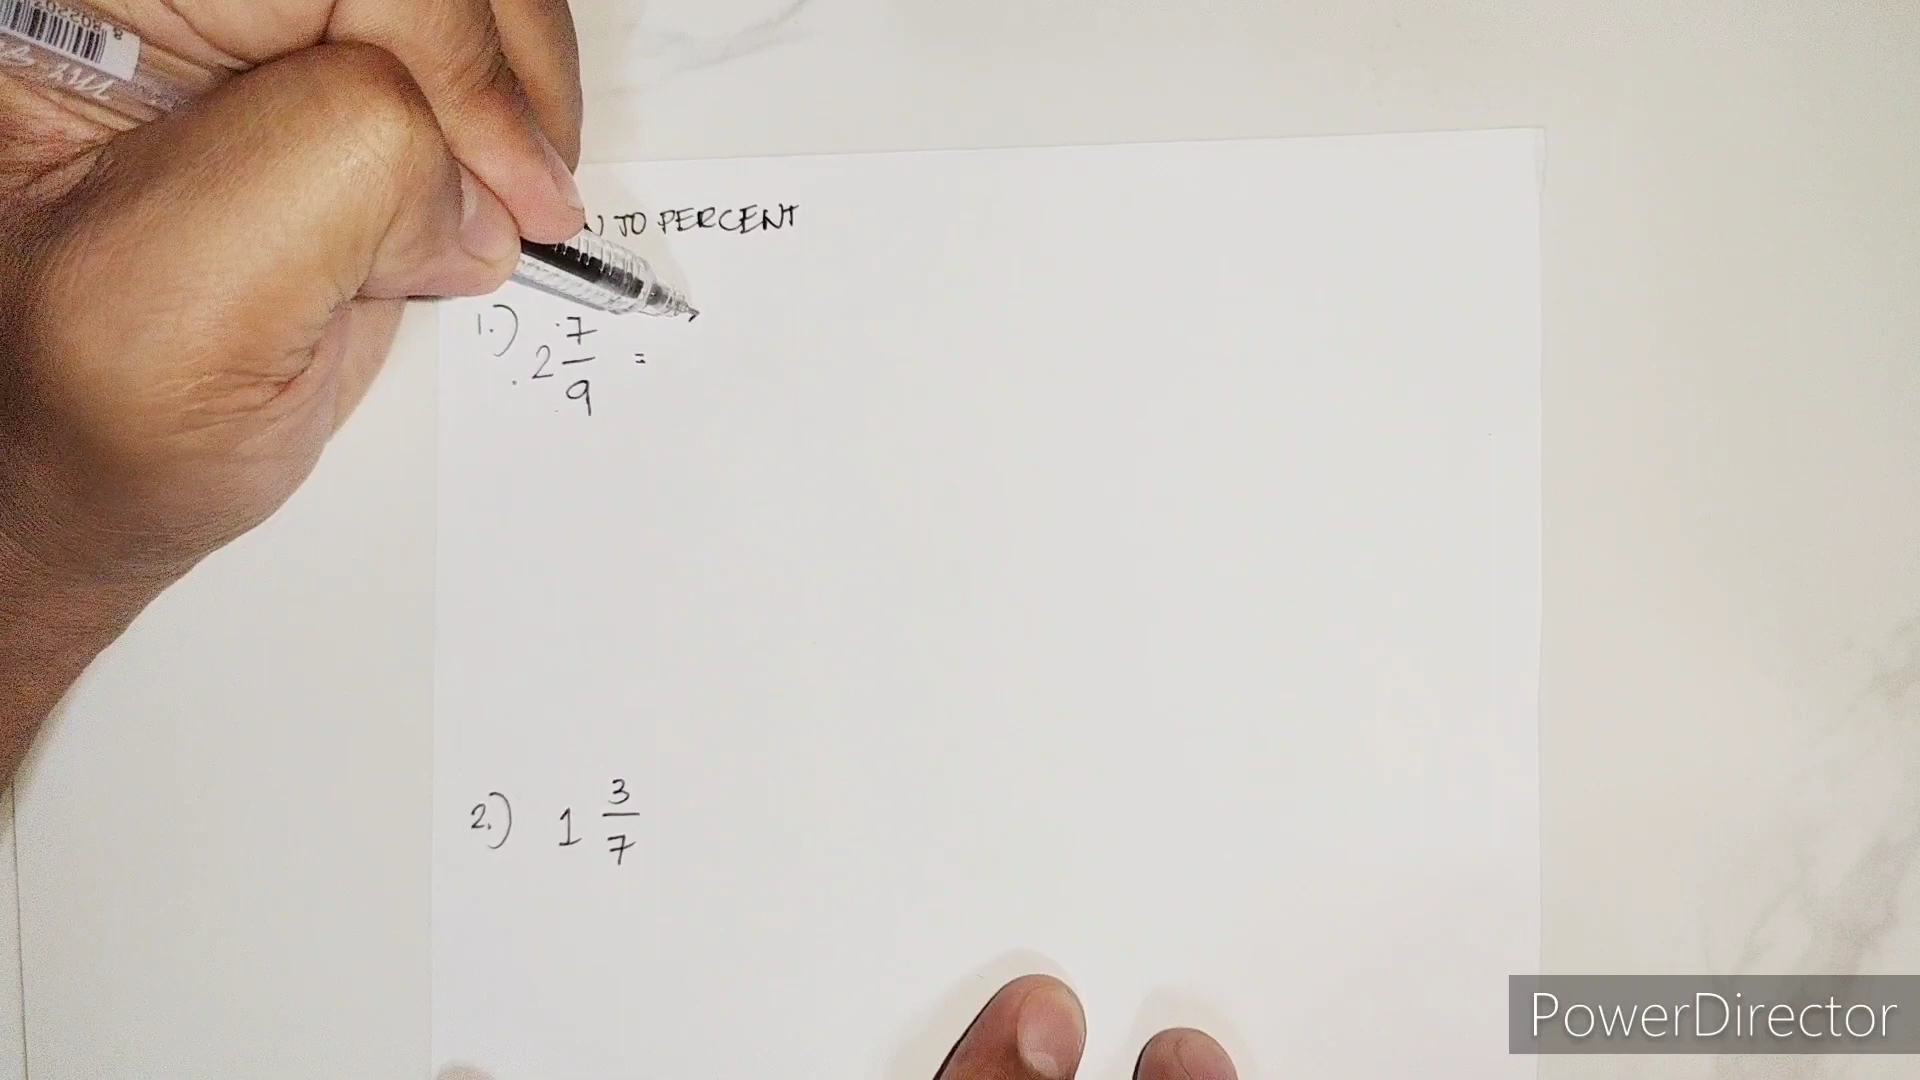 N TO PERCENT
1.) 2 7/9 =
2.) 1 3/7
PowerDirector